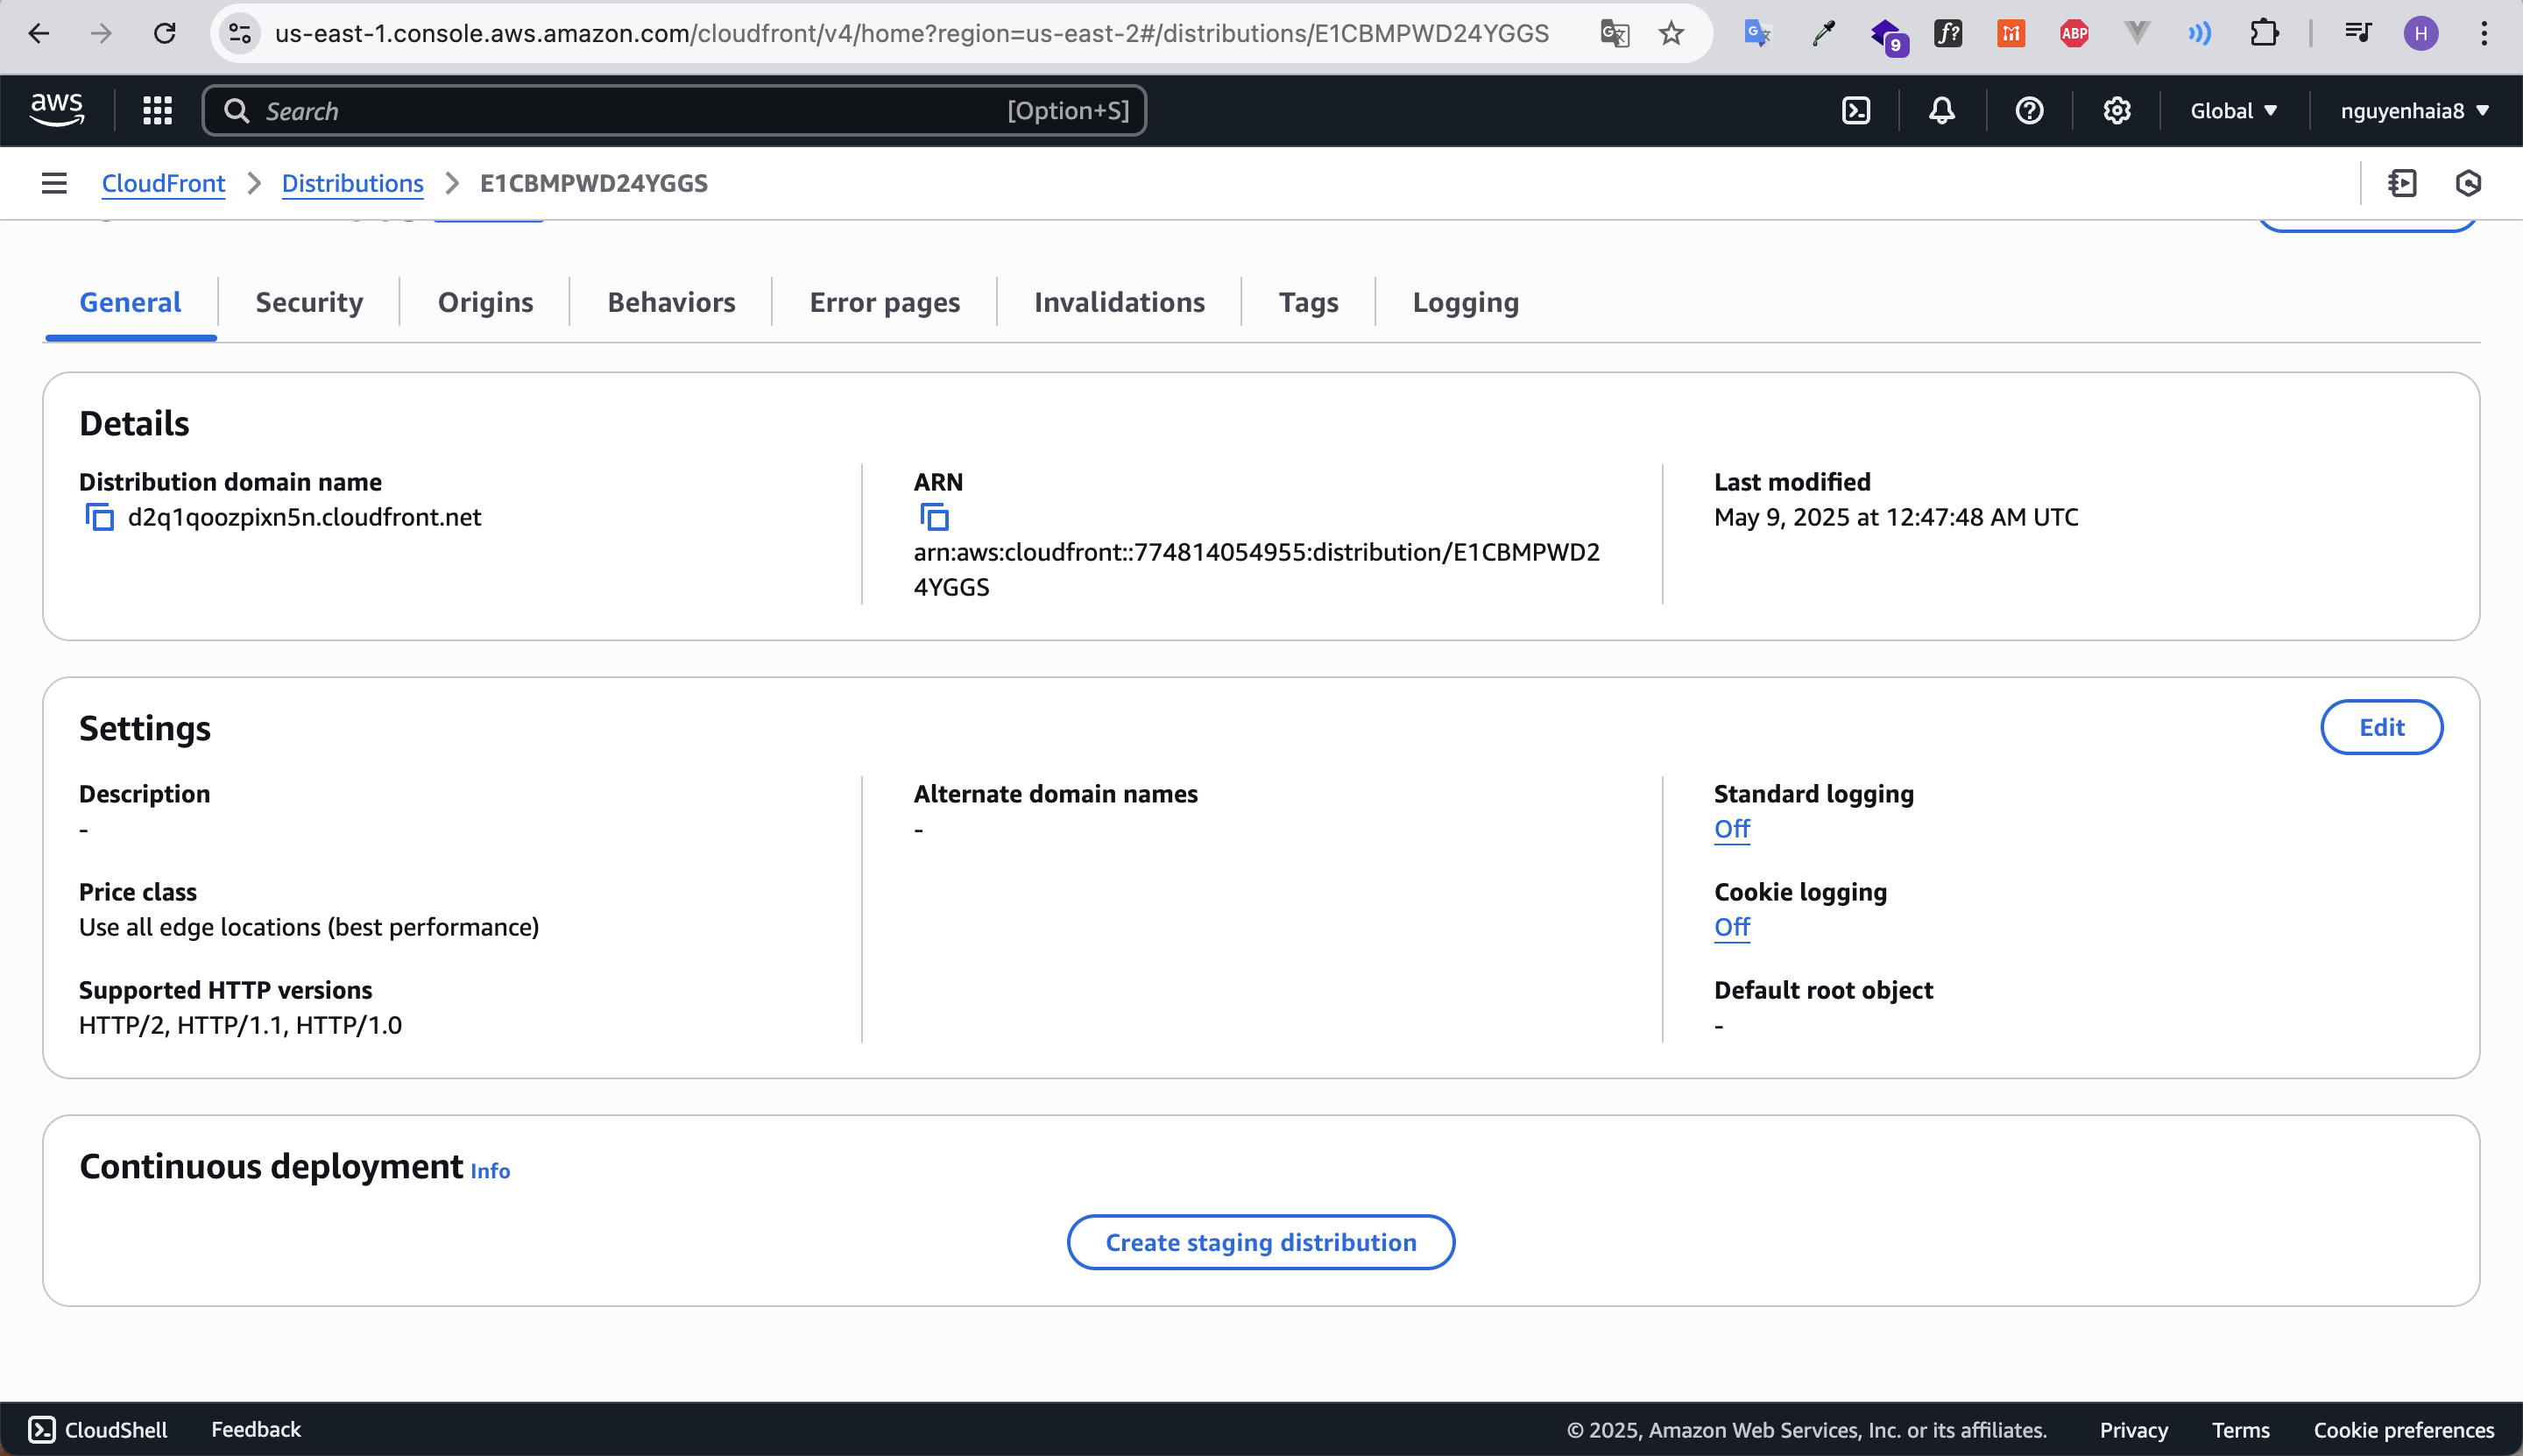 us-east-1.console.aws.amazon.com/cloudfront/v4/home?region=us-east-2#/distributions/E1CBMPWD24YGGS
9
f?
ABP
H
aws
Search
[Option+S]
Global
nguyenhaia8
CloudFront
Distributions
E1CBMPWD24YGGS
General
Security
Origins
Behaviors
Error pages
Invalidations
Tags
Logging
Details
Distribution domain name
d2q1qoozpixn5n.cloudfront.net
ARN
arn:aws:cloudfront::774814054955:distribution/E1CBMPWD2
4YGGS
Last modified
May 9, 2025 at 12:47:48 AM UTC
Settings
Edit
Description
-
Price class
Use all edge locations (best performance)
Supported HTTP versions
HTTP/2, HTTP/1.1, HTTP/1.0
Alternate domain names
-
Standard logging
Off
Cookie logging
Off
Default root object
-
Continuous deployment Info
Create staging distribution
CloudShell
Feedback
© 2025, Amazon Web Services, Inc. or its affiliates.
Privacy
Terms
Cookie preferences